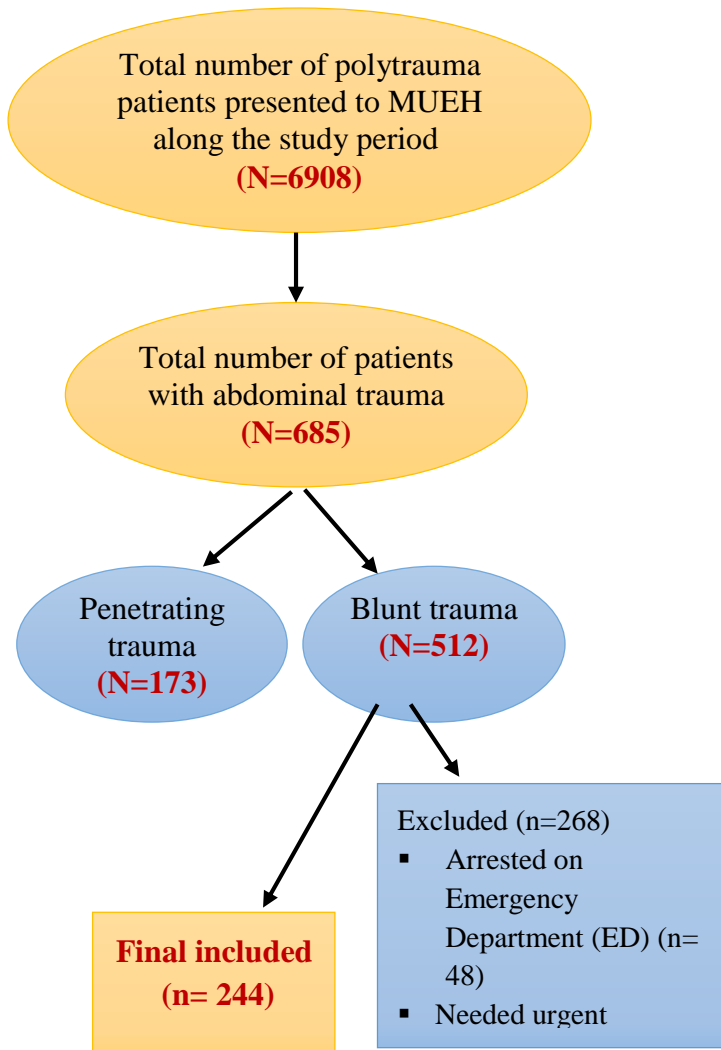 Total number of polytrauma
patients presented to MUEH
along the study period
(N=6908)
Total number of patients
with abdominal trauma
(N=685)
Penetrating
trauma
(N=173)
Blunt trauma
(N=512)
Excluded (n=268)
▪ Arrested on
Emergency
Department (ED) (n=
48)
▪ Needed urgent
Final included
(n= 244)